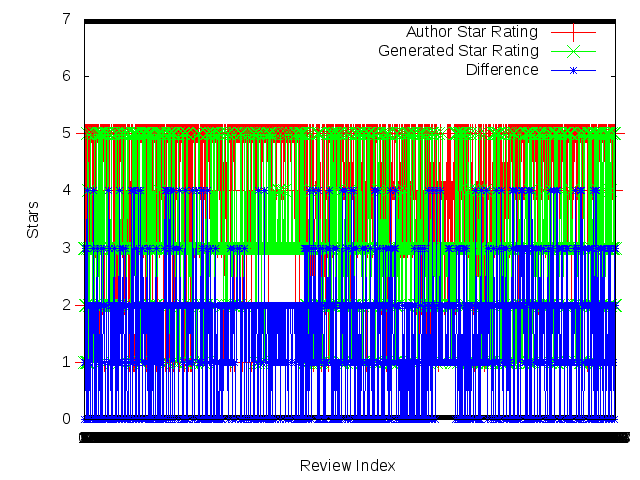 7
Author Star Rating
Generated Star Rating
Difference
6
5
4
3
2
1
0
Stars
Review Index